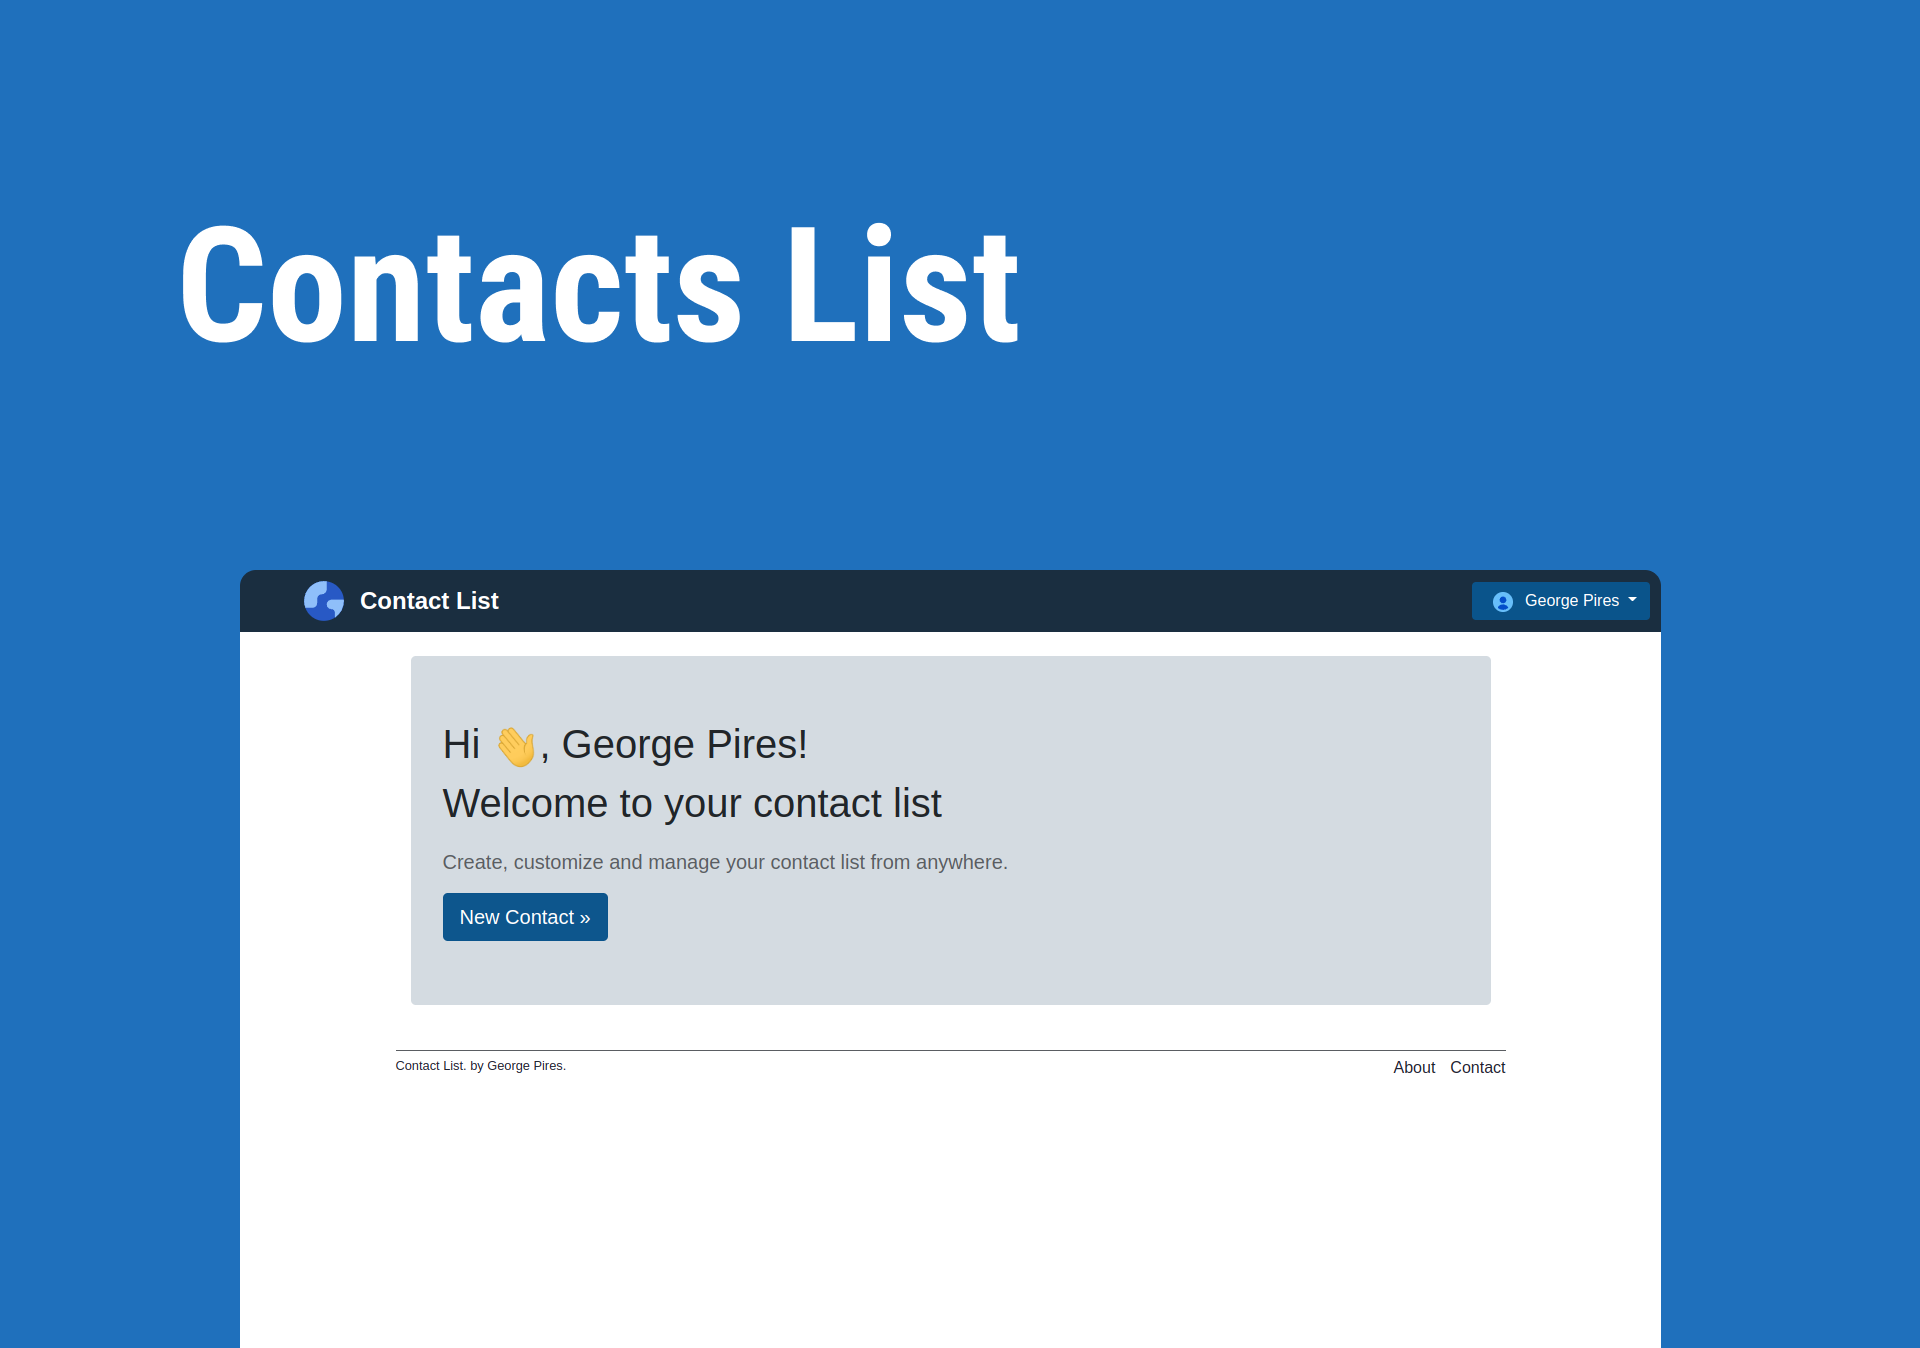 Contacts List
Contact List
George Pires
Hi 👋, George Pires!
Welcome to your contact list
Create, customize and manage your contact list from anywhere.
New Contact »
Contact List. by George Pires.
About Contact